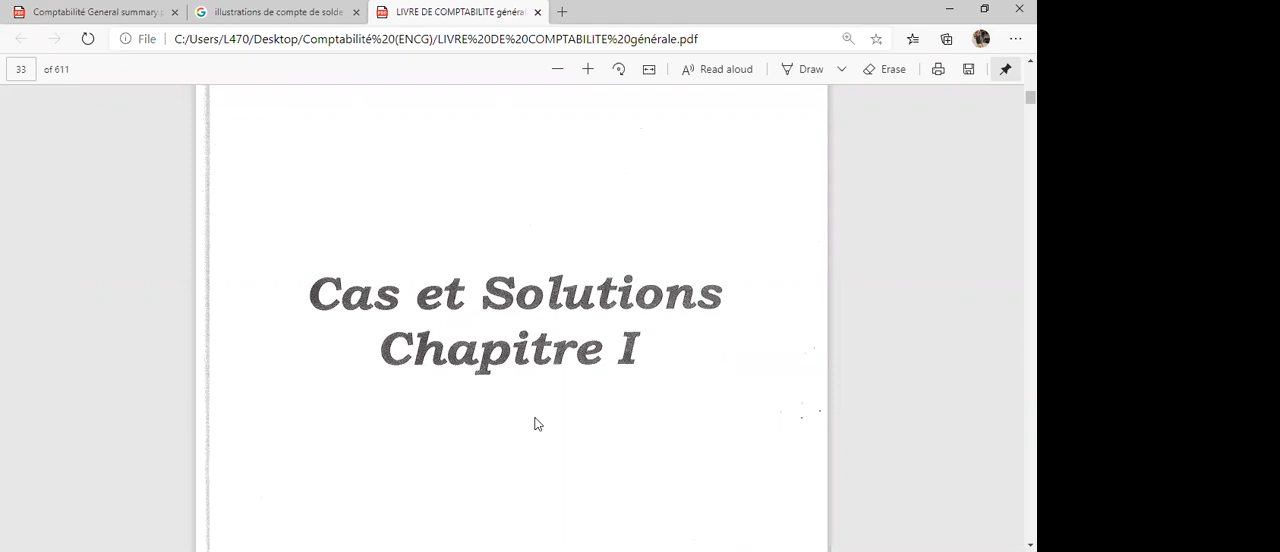 Comptabilité General summary.p
illustrations de compte de solde
LIVRE DE COMPTABILITE généra
File
C:/Users/L470/Desktop/Comptabilité%20(ENCG)/LIVRE%20DE%20COMPTABILITE%20générale.pdf
33 of 611
Read aloud
Draw
Erase
Cas et Solutions
Chapitre I